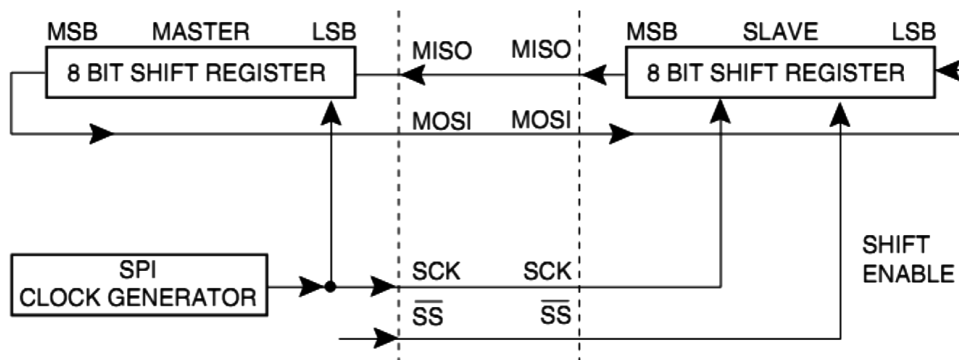 MSB MASTER LSB
8 BIT SHIFT REGISTER
MISO MISO
MSB SLAVE LSB
8 BIT SHIFT REGISTER
MOSI MOSI
SHIFT
ENABLE
SPI
CLOCK GENERATOR
SCK SCK
SS SS